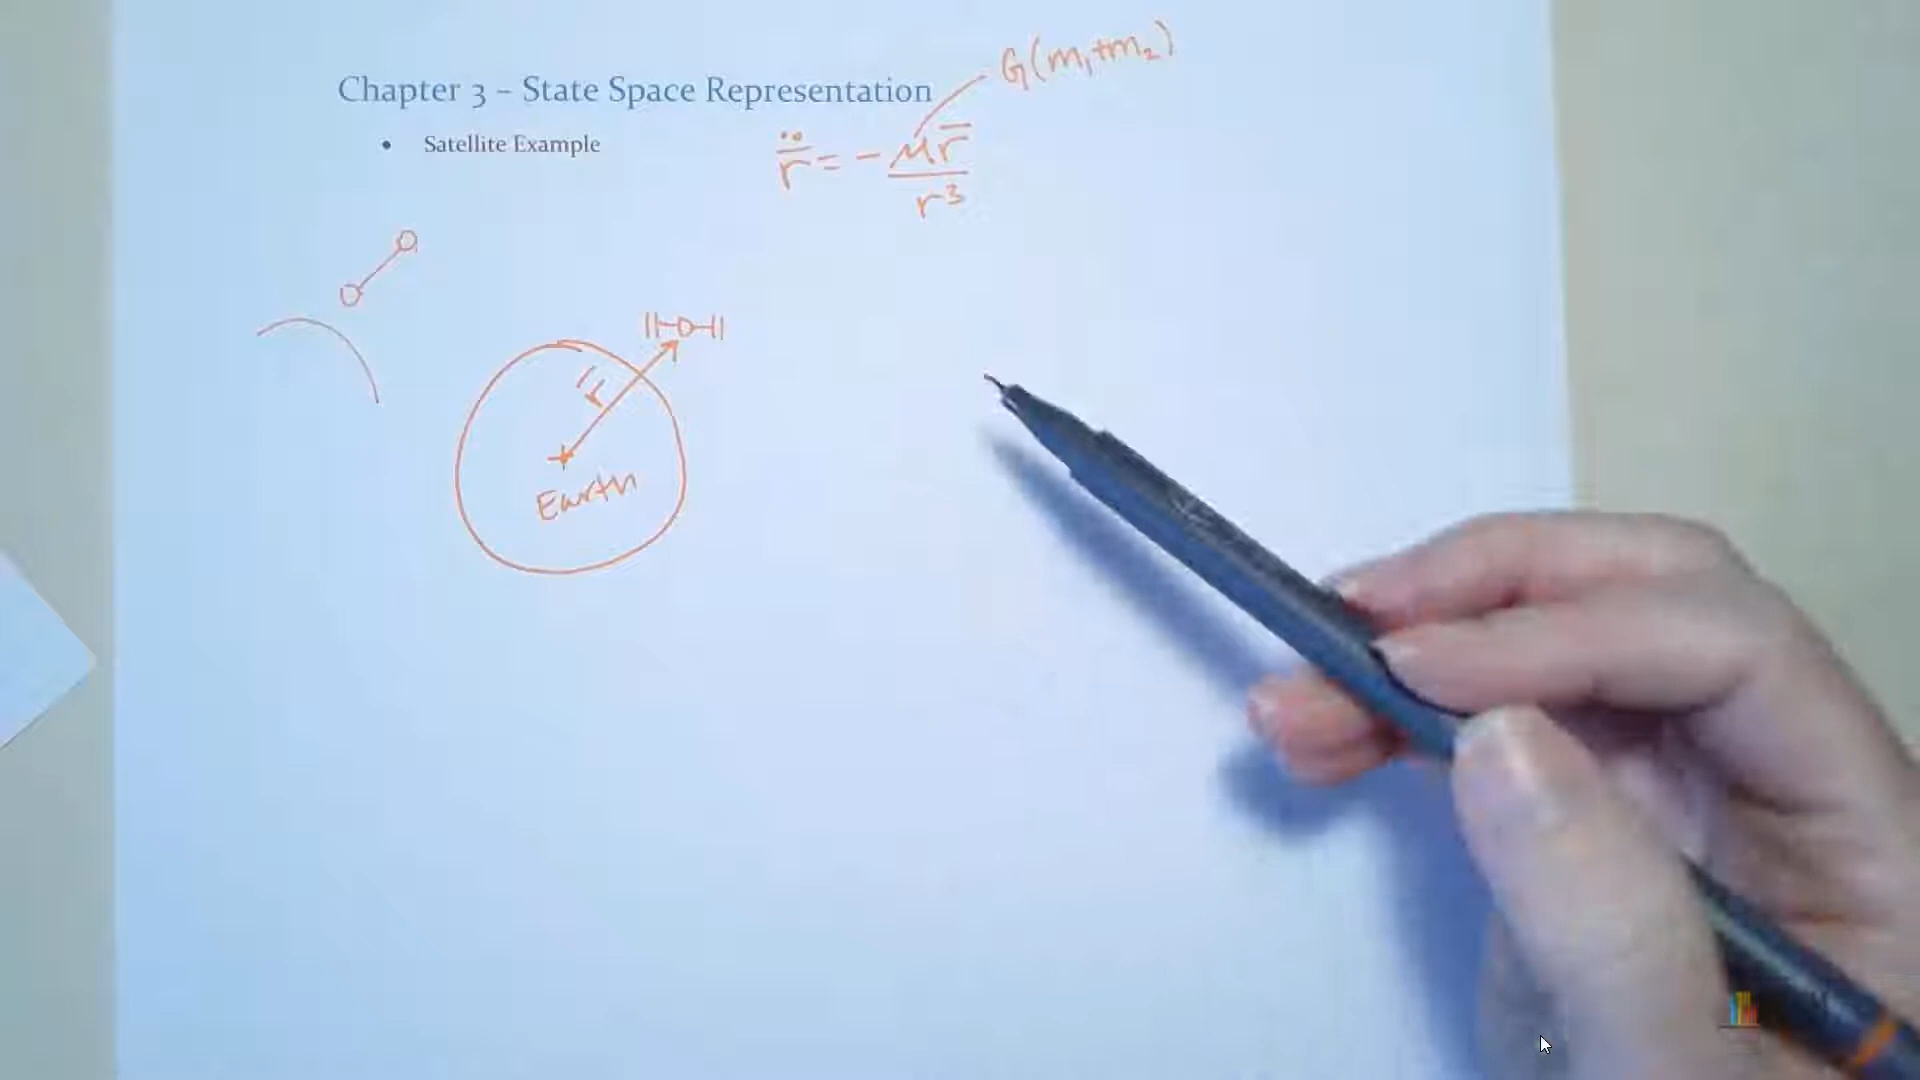 Chapter 3 – State Space Representation
G(m₁+m₂)
• Satellite Example
r̈̅ = - μr̅ / r³
r̅
Earth